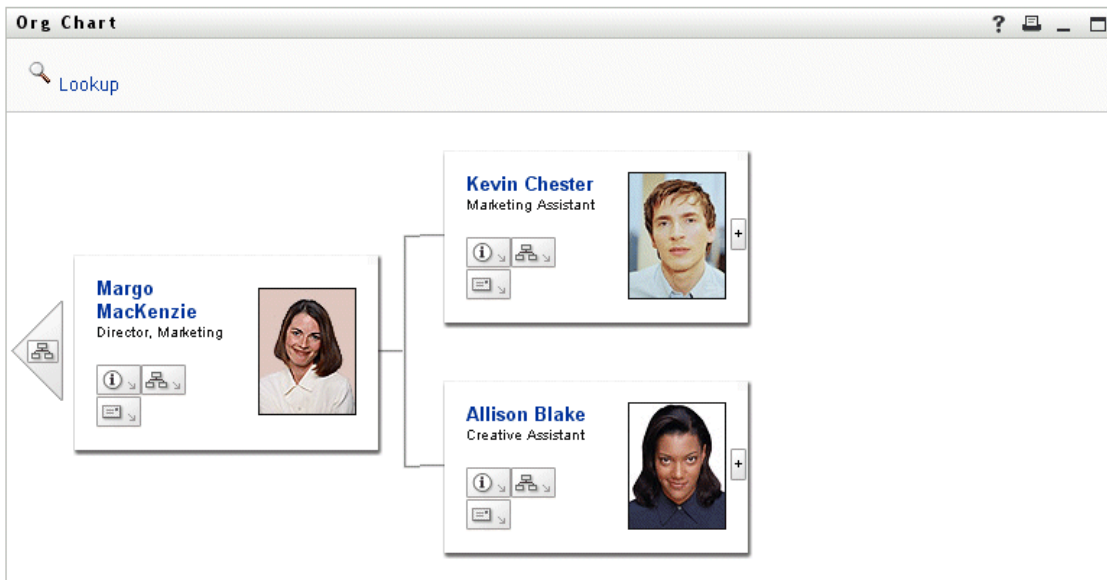 Org Chart
?
Lookup
Kevin Chester
Marketing Assistant
+
Margo
MacKenzie
Director, Marketing
Allison Blake
Creative Assistant
+